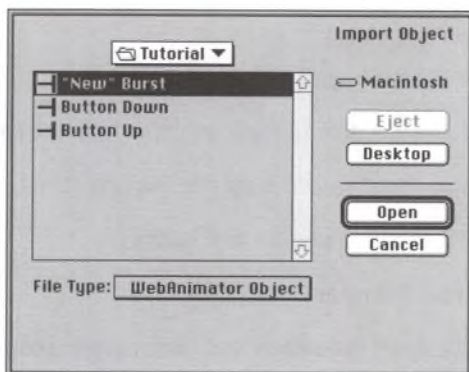 Import Object
Tutorial
"New" Burst
Button Down
Button Up
Macintosh
Eject
Desktop
Open
Cancel
File Type: WebAnimator Object